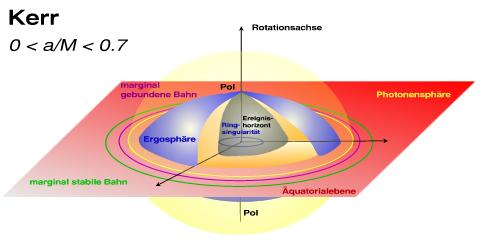 Kerr
0 < a/M < 0.7
Rotationsachse
marginal
gebundene Bahn
Pol
Photonensphäre
Ereignis-
horizont
Ring-
singularität
Ergosphäre
marginal stabile Bahn
Äquatorialebene
Pol